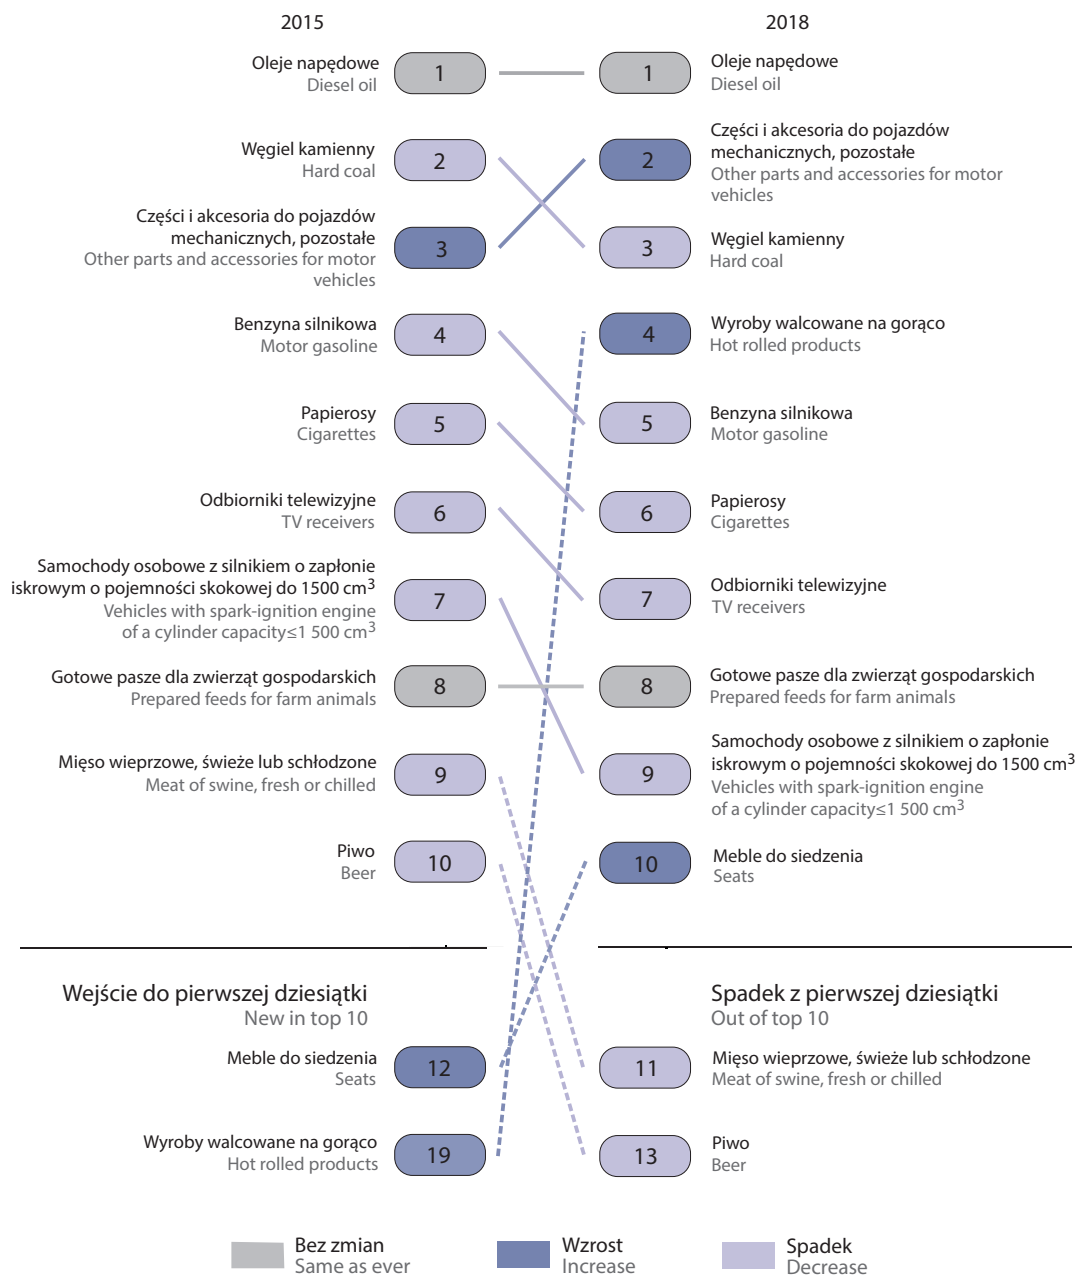 2015
2018
Oleje napędowe
Diesel oil
1
1
Oleje napędowe
Diesel oil
Węgiel kamienny
Hard coal
2
2
Części i akcesoria do pojazdów
mechanicznych, pozostałe
Other parts and accessories for motor
vehicles
Części i akcesoria do pojazdów
mechanicznych, pozostałe
Other parts and accessories for motor
vehicles
3
3
Węgiel kamienny
Hard coal
Benzyna silnikowa
Motor gasoline
4
4
Wyroby walcowane na gorąco
Hot rolled products
Papierosy
Cigarettes
5
5
Benzyna silnikowa
Motor gasoline
Odbiorniki telewizyjne
TV receivers
6
6
Papierosy
Cigarettes
Samochody osobowe z silnikiem o zapłonie
iskrowym o pojemności skokowej do 1500 cm³
Vehicles with spark-ignition engine
of a cylinder capacity≤1 500 cm³
7
7
Odbiorniki telewizyjne
TV receivers
Gotowe pasze dla zwierząt gospodarskich
Prepared feeds for farm animals
8
8
Gotowe pasze dla zwierząt gospodarskich
Prepared feeds for farm animals
Mięso wieprzowe, świeże lub schłodzone
Meat of swine, fresh or chilled
9
9
Samochody osobowe z silnikiem o zapłonie
iskrowym o pojemności skokowej do 1500 cm³
Vehicles with spark-ignition engine
of a cylinder capacity≤1 500 cm³
Piwo
Beer
10
10
Meble do siedzenia
Seats
Wejście do pierwszej dziesiątki
New in top 10
Spadek z pierwszej dziesiątki
Out of top 10
Meble do siedzenia
Seats
12
11
Mięso wieprzowe, świeże lub schłodzone
Meat of swine, fresh or chilled
Wyroby walcowane na gorąco
Hot rolled products
19
13
Piwo
Beer
Bez zmian
Same as ever
Wzrost
Increase
Spadek
Decrease